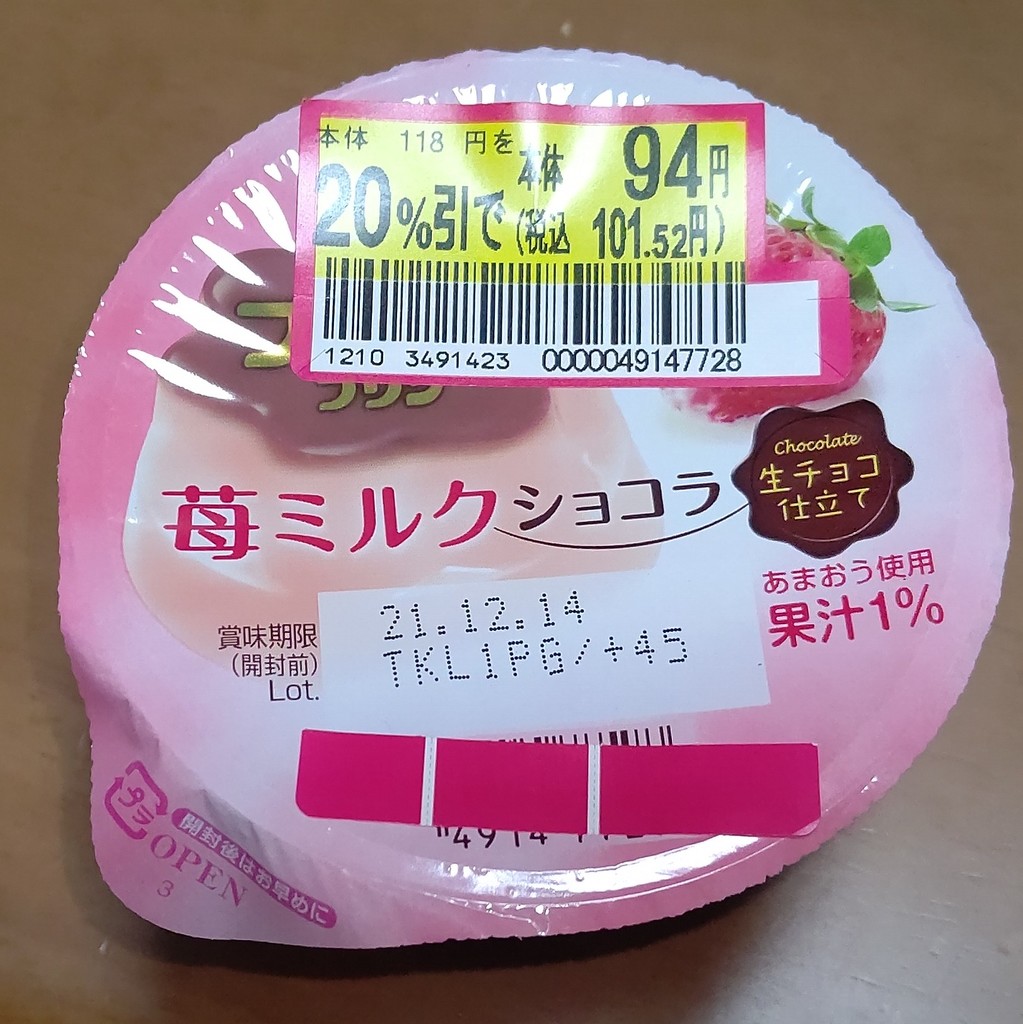 本体 118 円を
20%引で 本体 94円
(税込 101.52円)
1210 3491423 0000049147728
プリン
苺ミルクショコラ
Chocolate
生チョコ
仕立て
あまおう使用
果汁1%
賞味期限
(開封前)
Lot.
21.12.14
TKL1PG/+45
プラ
OPEN
3
開封後はお早めに